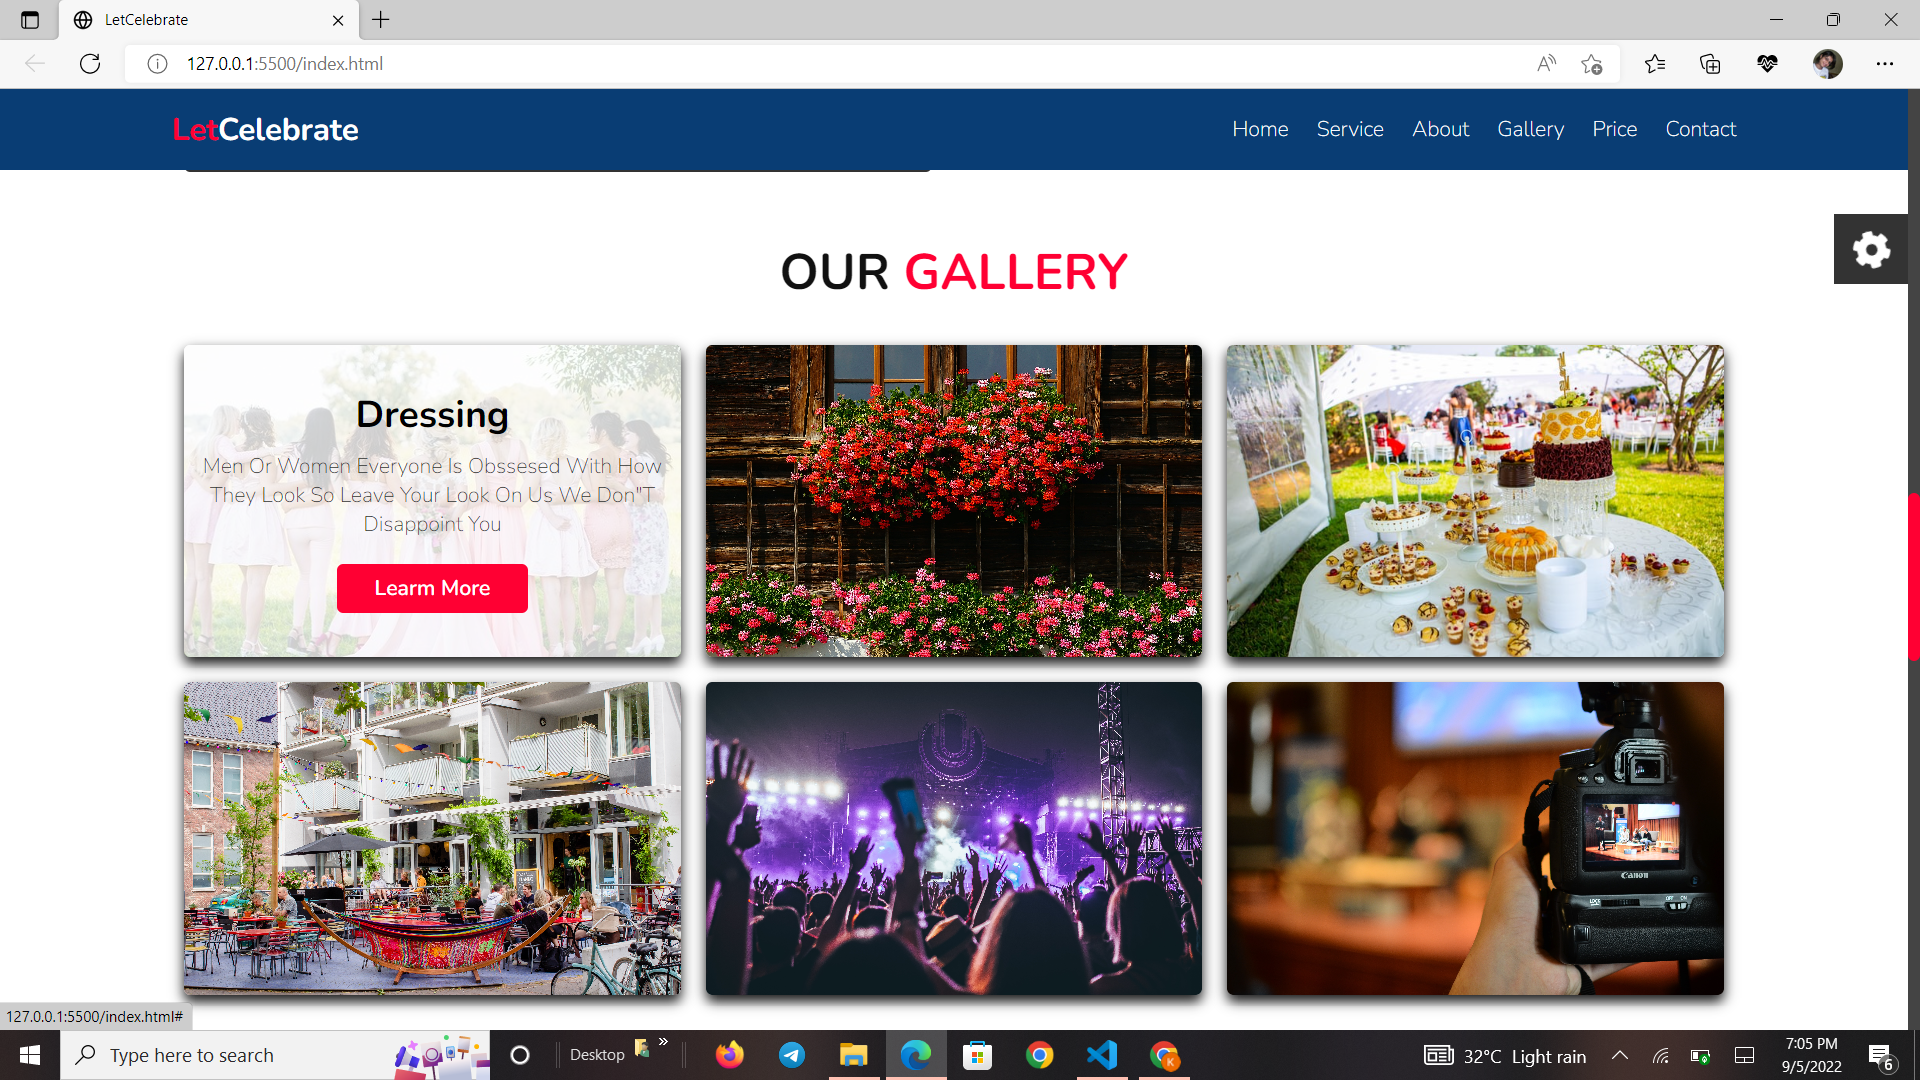 LetCelebrate
127.0.0.1:5500/index.html
LetCelebrate
Home Service About Gallery Price Contact
OUR GALLERY
Dressing
Men Or Women Everyone Is Obssesed With How
They Look So Leave Your Look On Us We Don"T
Disappoint You
Learm More
Canon
127.0.0.1:5500/index.html#
Type here to search
Desktop
32°C Light rain
7:05 PM
9/5/2022
6